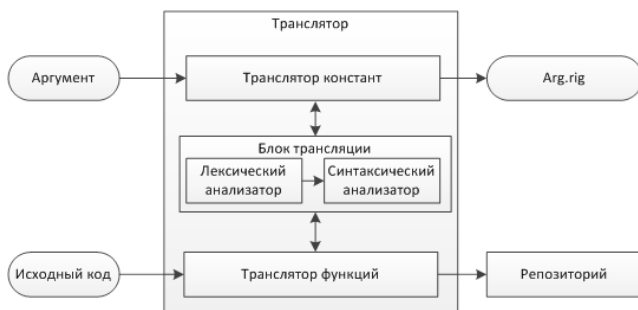 Транслятор
Аргумент
Транслятор констант
Arg.rig
Блок трансляции
Лексический
анализатор
Синтаксический
анализатор
Исходный код
Транслятор функций
Репозиторий